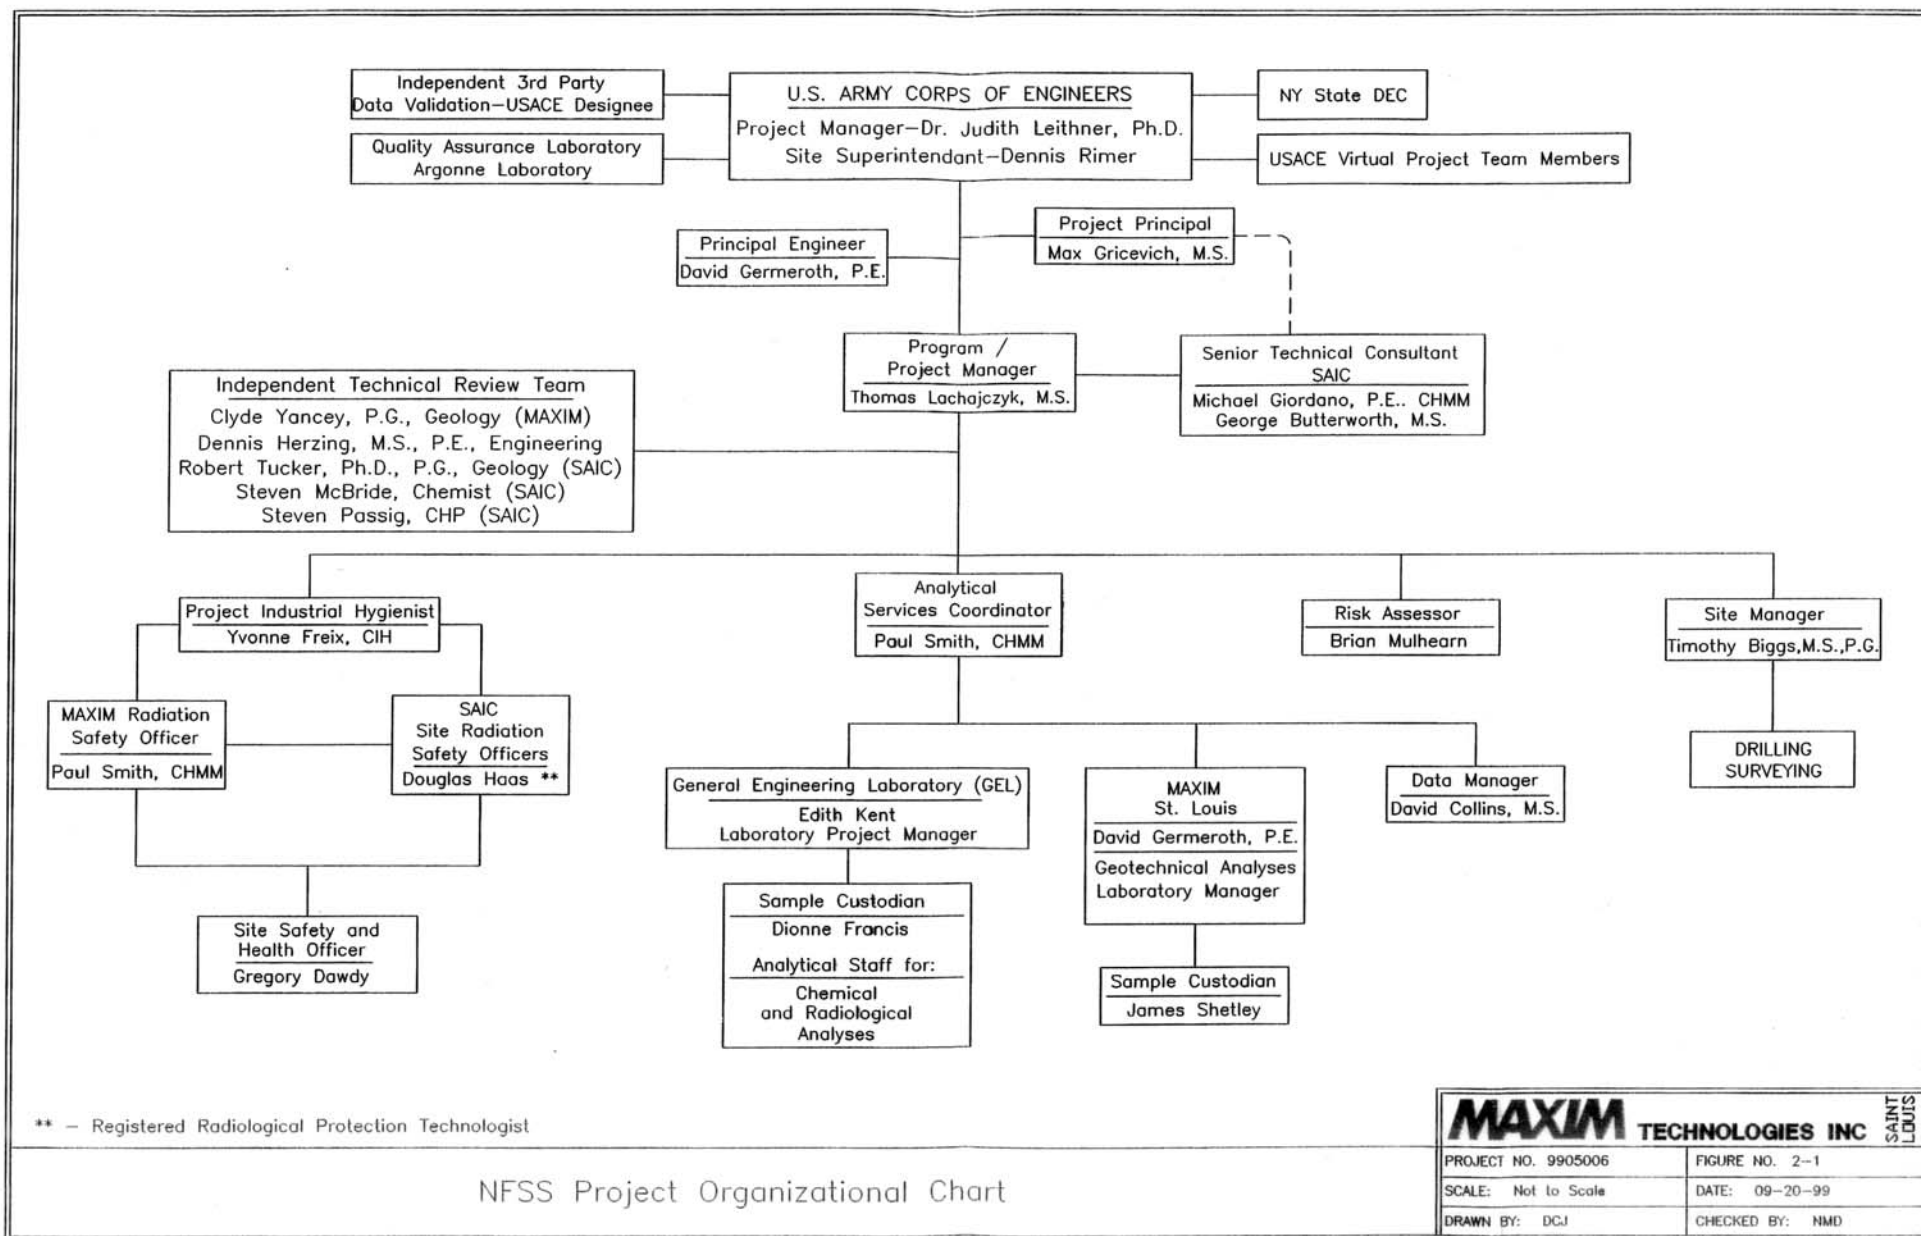 Independent 3rd Party
Data Validation-USACE Designee
Quality Assurance Laboratory
Argonne Laboratory
U.S. ARMY CORPS OF ENGINEERS
Project Manager-Dr. Judith Leithner, Ph.D.
Site Superintendant-Dennis Rimer
NY State DEC
USACE Virtual Project Team Members
Principal Engineer
David Germeroth, P.E.
Project Principal
Max Gricevich, M.S.
Program /
Project Manager
Thomas Lachajczyk, M.S.
Senior Technical Consultant
SAIC
Michael Giordano, P.E.. CHMM
George Butterworth, M.S.
Independent Technical Review Team
Clyde Yancey, P.G., Geology (MAXIM)
Dennis Herzing, M.S., P.E., Engineering
Robert Tucker, Ph.D., P.G., Geology (SAIC)
Steven McBride, Chemist (SAIC)
Steven Passig, CHP (SAIC)
Project Industrial Hygienist
Yvonne Freix, CIH
Analytical
Services Coordinator
Paul Smith, CHMM
Risk Assessor
Brian Mulhearn
Site Manager
Timothy Biggs,M.S.,P.G.
MAXIM Radiation
Safety Officer
Paul Smith, CHMM
SAIC
Site Radiation
Safety Officers
Douglas Haas **
General Engineering Laboratory (GEL)
Edith Kent
Laboratory Project Manager
MAXIM
St. Louis
David Germeroth, P.E.
Geotechnical Analyses
Laboratory Manager
Data Manager
David Collins, M.S.
DRILLING
SURVEYING
Site Safety and
Health Officer
Gregory Dawdy
Sample Custodian
Dionne Francis
Analytical Staff for:
Chemical
and Radiological
Analyses
Sample Custodian
James Shetley
** - Registered Radiological Protection Technologist
NFSS Project Organizational Chart
MAXIM TECHNOLOGIES INC
SAINT
LOUIS
PROJECT NO. 9905006
FIGURE NO. 2-1
SCALE: Not to Scale
DATE: 09-20-99
DRAWN BY: DCJ
CHECKED BY: NMD